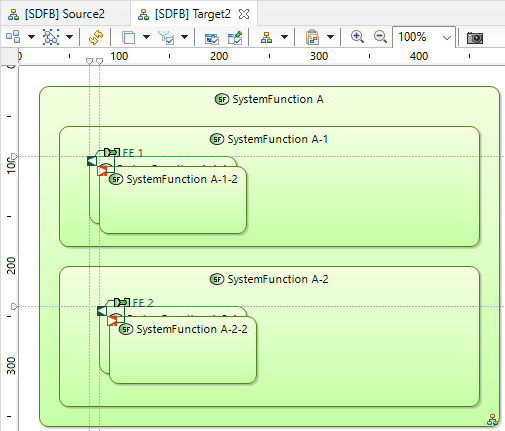 [SDFB] Source2
[SDFB] Target2
100%
0 100 200 300 400
0
100
200
300
SF SystemFunction A
SF SystemFunction A-1
FE 1
SF SystemFunction A-1-2
SF SystemFunction A-2
FE 2
SF SystemFunction A-2-2